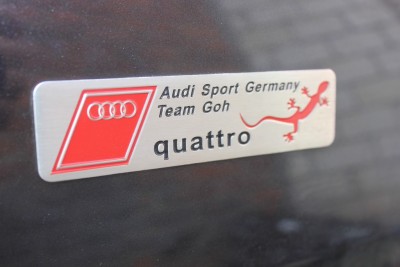 Audi Sport Germany
Team Goh
quattro